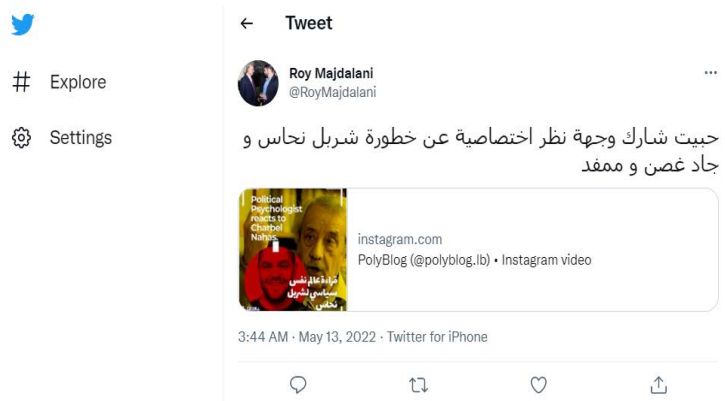 Tweet
Explore
Settings
Roy Majdalani
@RoyMajdalani
حبيت شارك وجهة نظر اختصاصية عن خطورة شربل نحاس و
جاد غصن و ممفد
Political
Psychologist
reacts to
Charbel
Nahas.
قراءة عالم نفس
سياسي لشربل
نحاس
instagram.com
PolyBlog (@polyblog.lb) • Instagram video
3:44 AM · May 13, 2022 · Twitter for iPhone